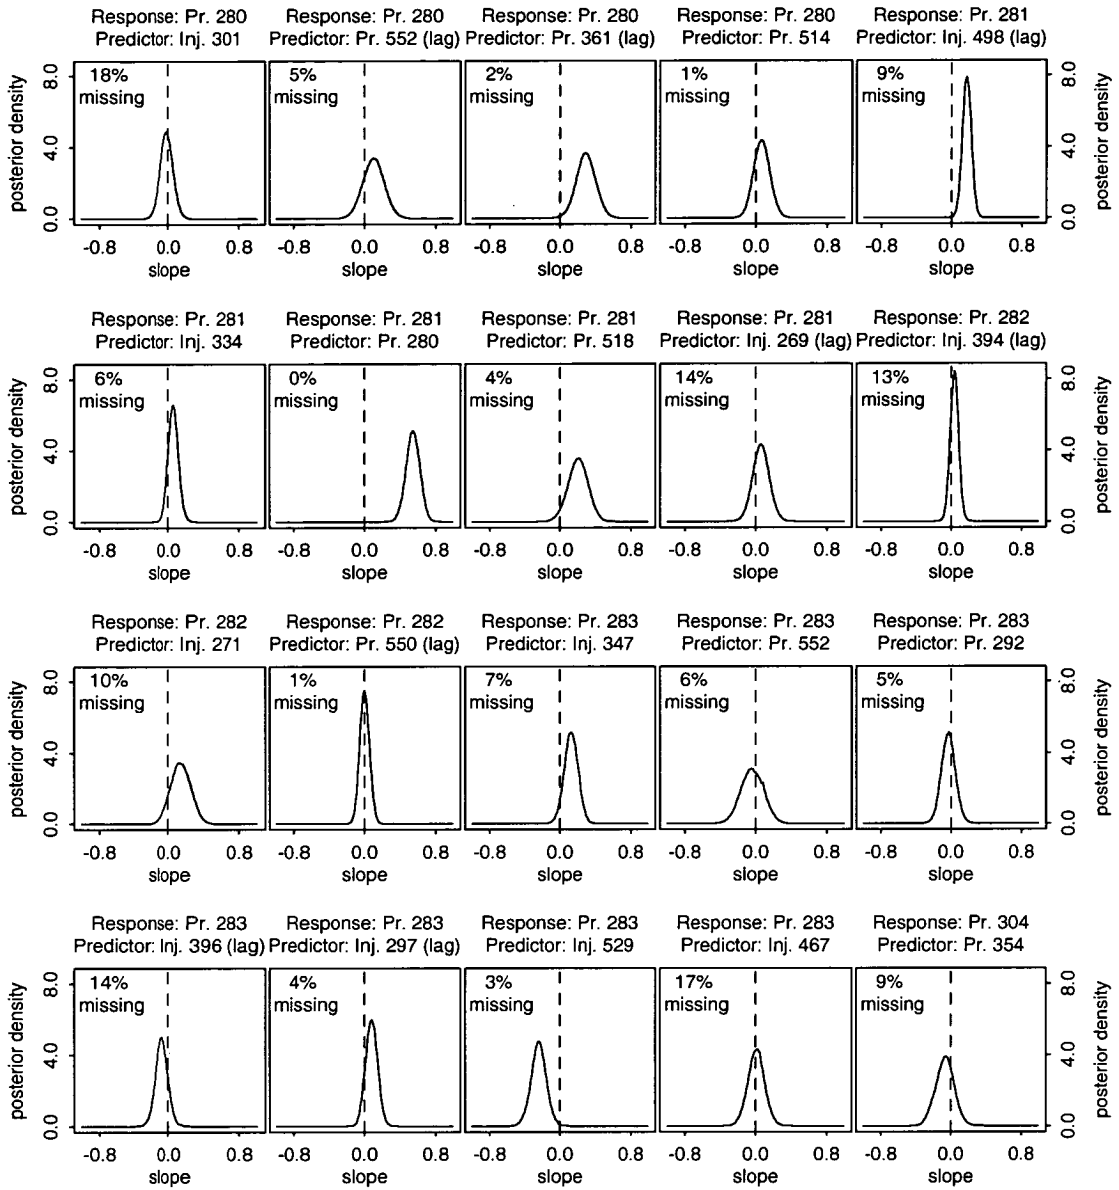 Response: Pr. 280
Predictor: Inj. 301
Response: Pr. 280
Predictor: Pr. 552 (lag)
Response: Pr. 280
Predictor: Pr. 361 (lag)
Response: Pr. 280
Predictor: Pr. 514
Response: Pr. 281
Predictor: Inj. 498 (lag)
posterior density
8.0
4.0
0.0
18%
missing
5%
missing
2%
missing
1%
missing
9%
missing
8.0
4.0
0.0
posterior density
-0.8 0.0 0.8
slope
-0.8 0.0 0.8
slope
-0.8 0.0 0.8
slope
-0.8 0.0 0.8
slope
-0.8 0.0 0.8
slope
Response: Pr. 281
Predictor: Inj. 334
Response: Pr. 281
Predictor: Pr. 280
Response: Pr. 281
Predictor: Pr. 518
Response: Pr. 281
Predictor: Inj. 269 (lag)
Response: Pr. 282
Predictor: Inj. 394 (lag)
posterior density
8.0
4.0
0.0
6%
missing
0%
missing
4%
missing
14%
missing
13%
missing
8.0
4.0
0.0
posterior density
-0.8 0.0 0.8
slope
-0.8 0.0 0.8
slope
-0.8 0.0 0.8
slope
-0.8 0.0 0.8
slope
-0.8 0.0 0.8
slope
Response: Pr. 282
Predictor: Inj. 271
Response: Pr. 282
Predictor: Pr. 550 (lag)
Response: Pr. 283
Predictor: Inj. 347
Response: Pr. 283
Predictor: Pr. 552
Response: Pr. 283
Predictor: Pr. 292
posterior density
8.0
4.0
0.0
10%
missing
1%
missing
7%
missing
6%
missing
5%
missing
8.0
4.0
0.0
posterior density
-0.8 0.0 0.8
slope
-0.8 0.0 0.8
slope
-0.8 0.0 0.8
slope
-0.8 0.0 0.8
slope
-0.8 0.0 0.8
slope
Response: Pr. 283
Predictor: Inj. 396 (lag)
Response: Pr. 283
Predictor: Inj. 297 (lag)
Response: Pr. 283
Predictor: Inj. 529
Response: Pr. 283
Predictor: Inj. 467
Response: Pr. 304
Predictor: Pr. 354
posterior density
8.0
4.0
0.0
14%
missing
4%
missing
3%
missing
17%
missing
9%
missing
8.0
4.0
0.0
posterior density
-0.8 0.0 0.8
slope
-0.8 0.0 0.8
slope
-0.8 0.0 0.8
slope
-0.8 0.0 0.8
slope
-0.8 0.0 0.8
slope